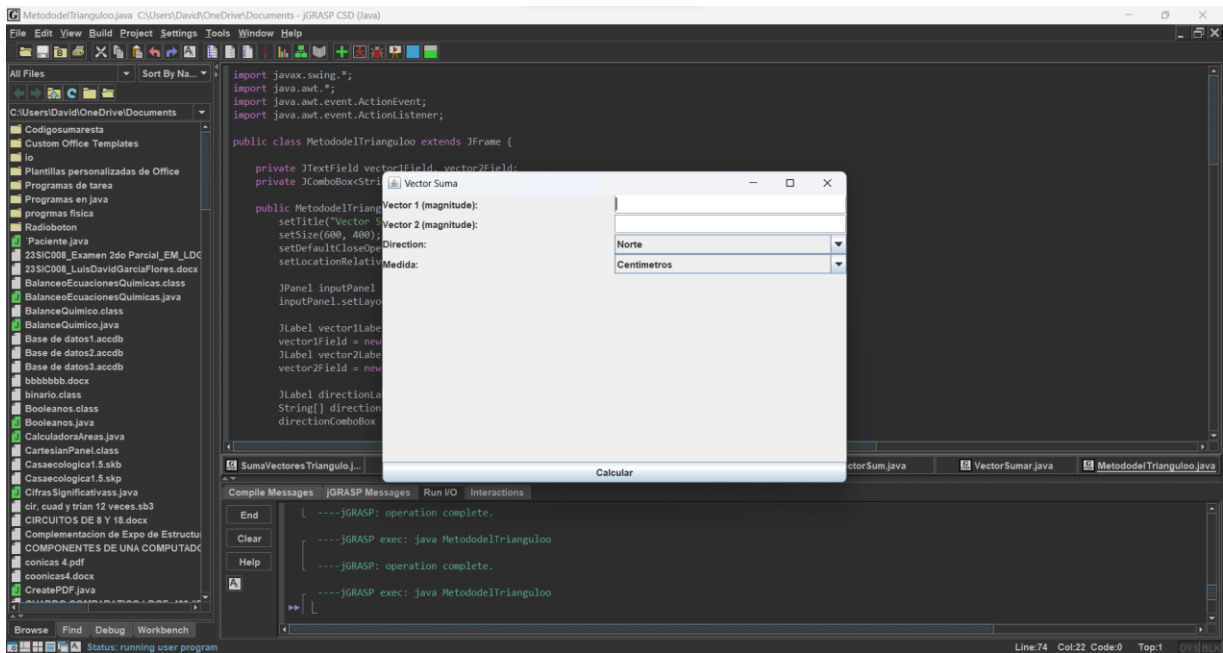 MetododelTrianguloo.java C:\Users\David\OneDrive\Documents - jGRASP CSD (Java)
File Edit View Build Project Settings Tools Window Help
All Files
Sort By Na...
C:\Users\David\OneDrive\Documents
Codigosumaresta
Custom Office Templates
io
Plantillas personalizadas de Office
Programas de tarea
Programas en java
progrmas fisica
Radioboton
`Paciente.java
23SIC008_Examen 2do Parcial_EM_LDG
23SIC008_LuisDavidGarciaFlores.docx
BalanceoEcuacionesQuimicas.class
BalanceoEcuacionesQuimicas.java
BalanceQuimico.class
BalanceQuimico.java
Base de datos1.accdb
Base de datos2.accdb
Base de datos3.accdb
bbbbbbb.docx
binario.class
Booleanos.class
Booleanos.java
CalculadoraAreas.java
CartesianPanel.class
Casaecologica1.5.skb
Casaecologica1.5.skp
CifrasSignificativass.java
cir, cuad y trian 12 veces.sb3
CIRCUITOS DE 8 Y 18.docx
Complementacion de Expo de Estructu
COMPONENTES DE UNA COMPUTADO
conicas 4.pdf
coonicas4.docx
CreatePDF.java
Browse Find Debug Workbench
import javax.swing.*;
import java.awt.*;
import java.awt.event.ActionEvent;
import java.awt.event.ActionListener;
public class MetododelTrianguloo extends JFrame {
private JTextField vector1Field, vector2Field;
private JComboBox<Stri
public MetododelTriang
setTitle("Vector S
setSize(600, 400);
setDefaultCloseOpe
setLocationRelativ
JPanel inputPanel
inputPanel.setLayo
JLabel vector1Labe
vector1Field = new
JLabel vector2Labe
vector2Field = new
JLabel directionLa
String[] direction
directionComboBox
Vector Suma
Vector 1 (magnitude):
Vector 2 (magnitude):
Direction:
Norte
Medida:
Centimetros
Calcular
SumaVectoresTriangulo.j...
ctorSum.java
VectorSumar.java
MetododelTrianguloo.java
Compile Messages jGRASP Messages Run I/O Interactions
End
Clear
Help
----jGRASP: operation complete.
----jGRASP exec: java MetododelTrianguloo
----jGRASP: operation complete.
----jGRASP exec: java MetododelTrianguloo
Status: running user program
Line:74 Col:22 Code:0 Top:1 OVS BLK